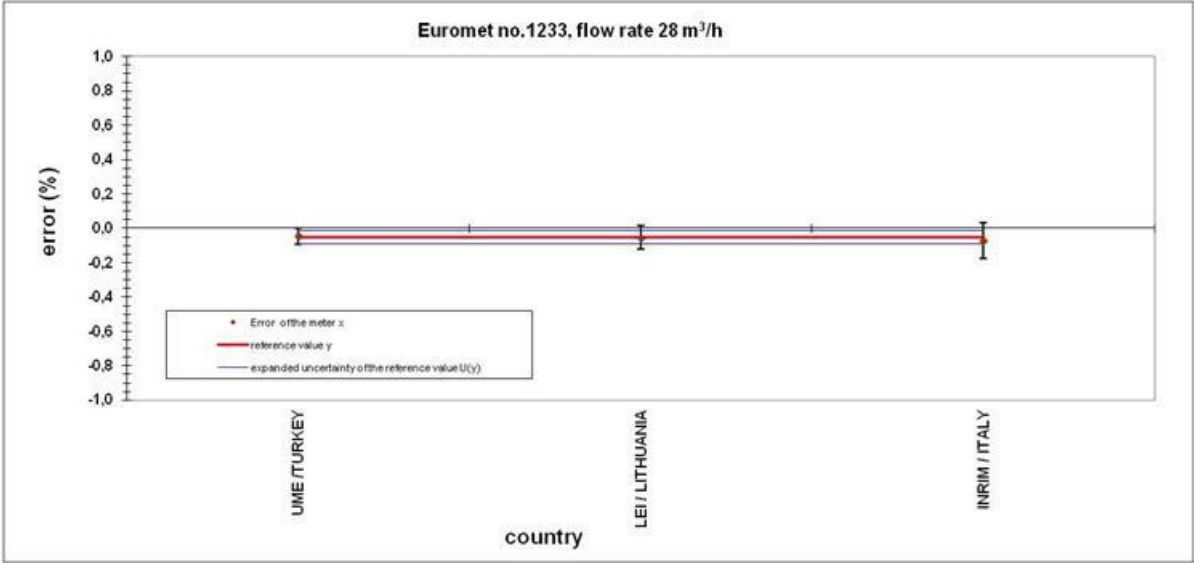 Euromet no.1233, flow rate 28 m³/h
error (%)
1,0
0,8
0,6
0,4
0,2
0,0
-0,2
-0,4
-0,6
-0,8
-1,0
Error of the meter x
reference value y
expanded uncertainty of the reference value U(y)
UME /TURKEY
LEI / LITHUANIA
INRIM / ITALY
country